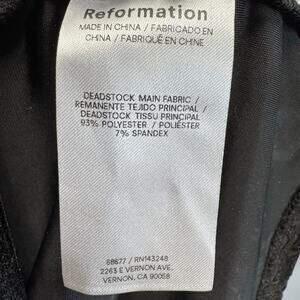 Reformation
MADE IN CHINA / FABRICADO EN
CHINA / FABRIQUÉ EN CHINE
DEADSTOCK MAIN FABRIC /
REMANENTE TEJIDO PRINCIPAL /
DEADSTOCK TISSU PRINCIPAL
93% POLYESTER / POLIÉSTER
7% SPANDEX
68677 / RN143248
2263 E VERNON AVE.
VERNON, CA 90058